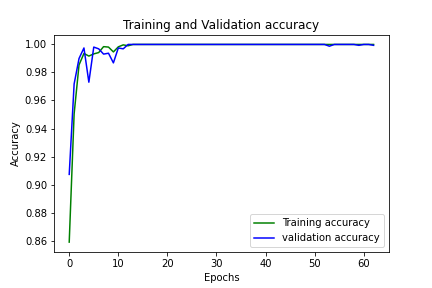 Training and Validation accuracy
1.00
0.98
0.96
0.94
0.92
0.90
0.88
0.86
Accuracy
Training accuracy
validation accuracy
0 10 20 30 40 50 60
Epochs